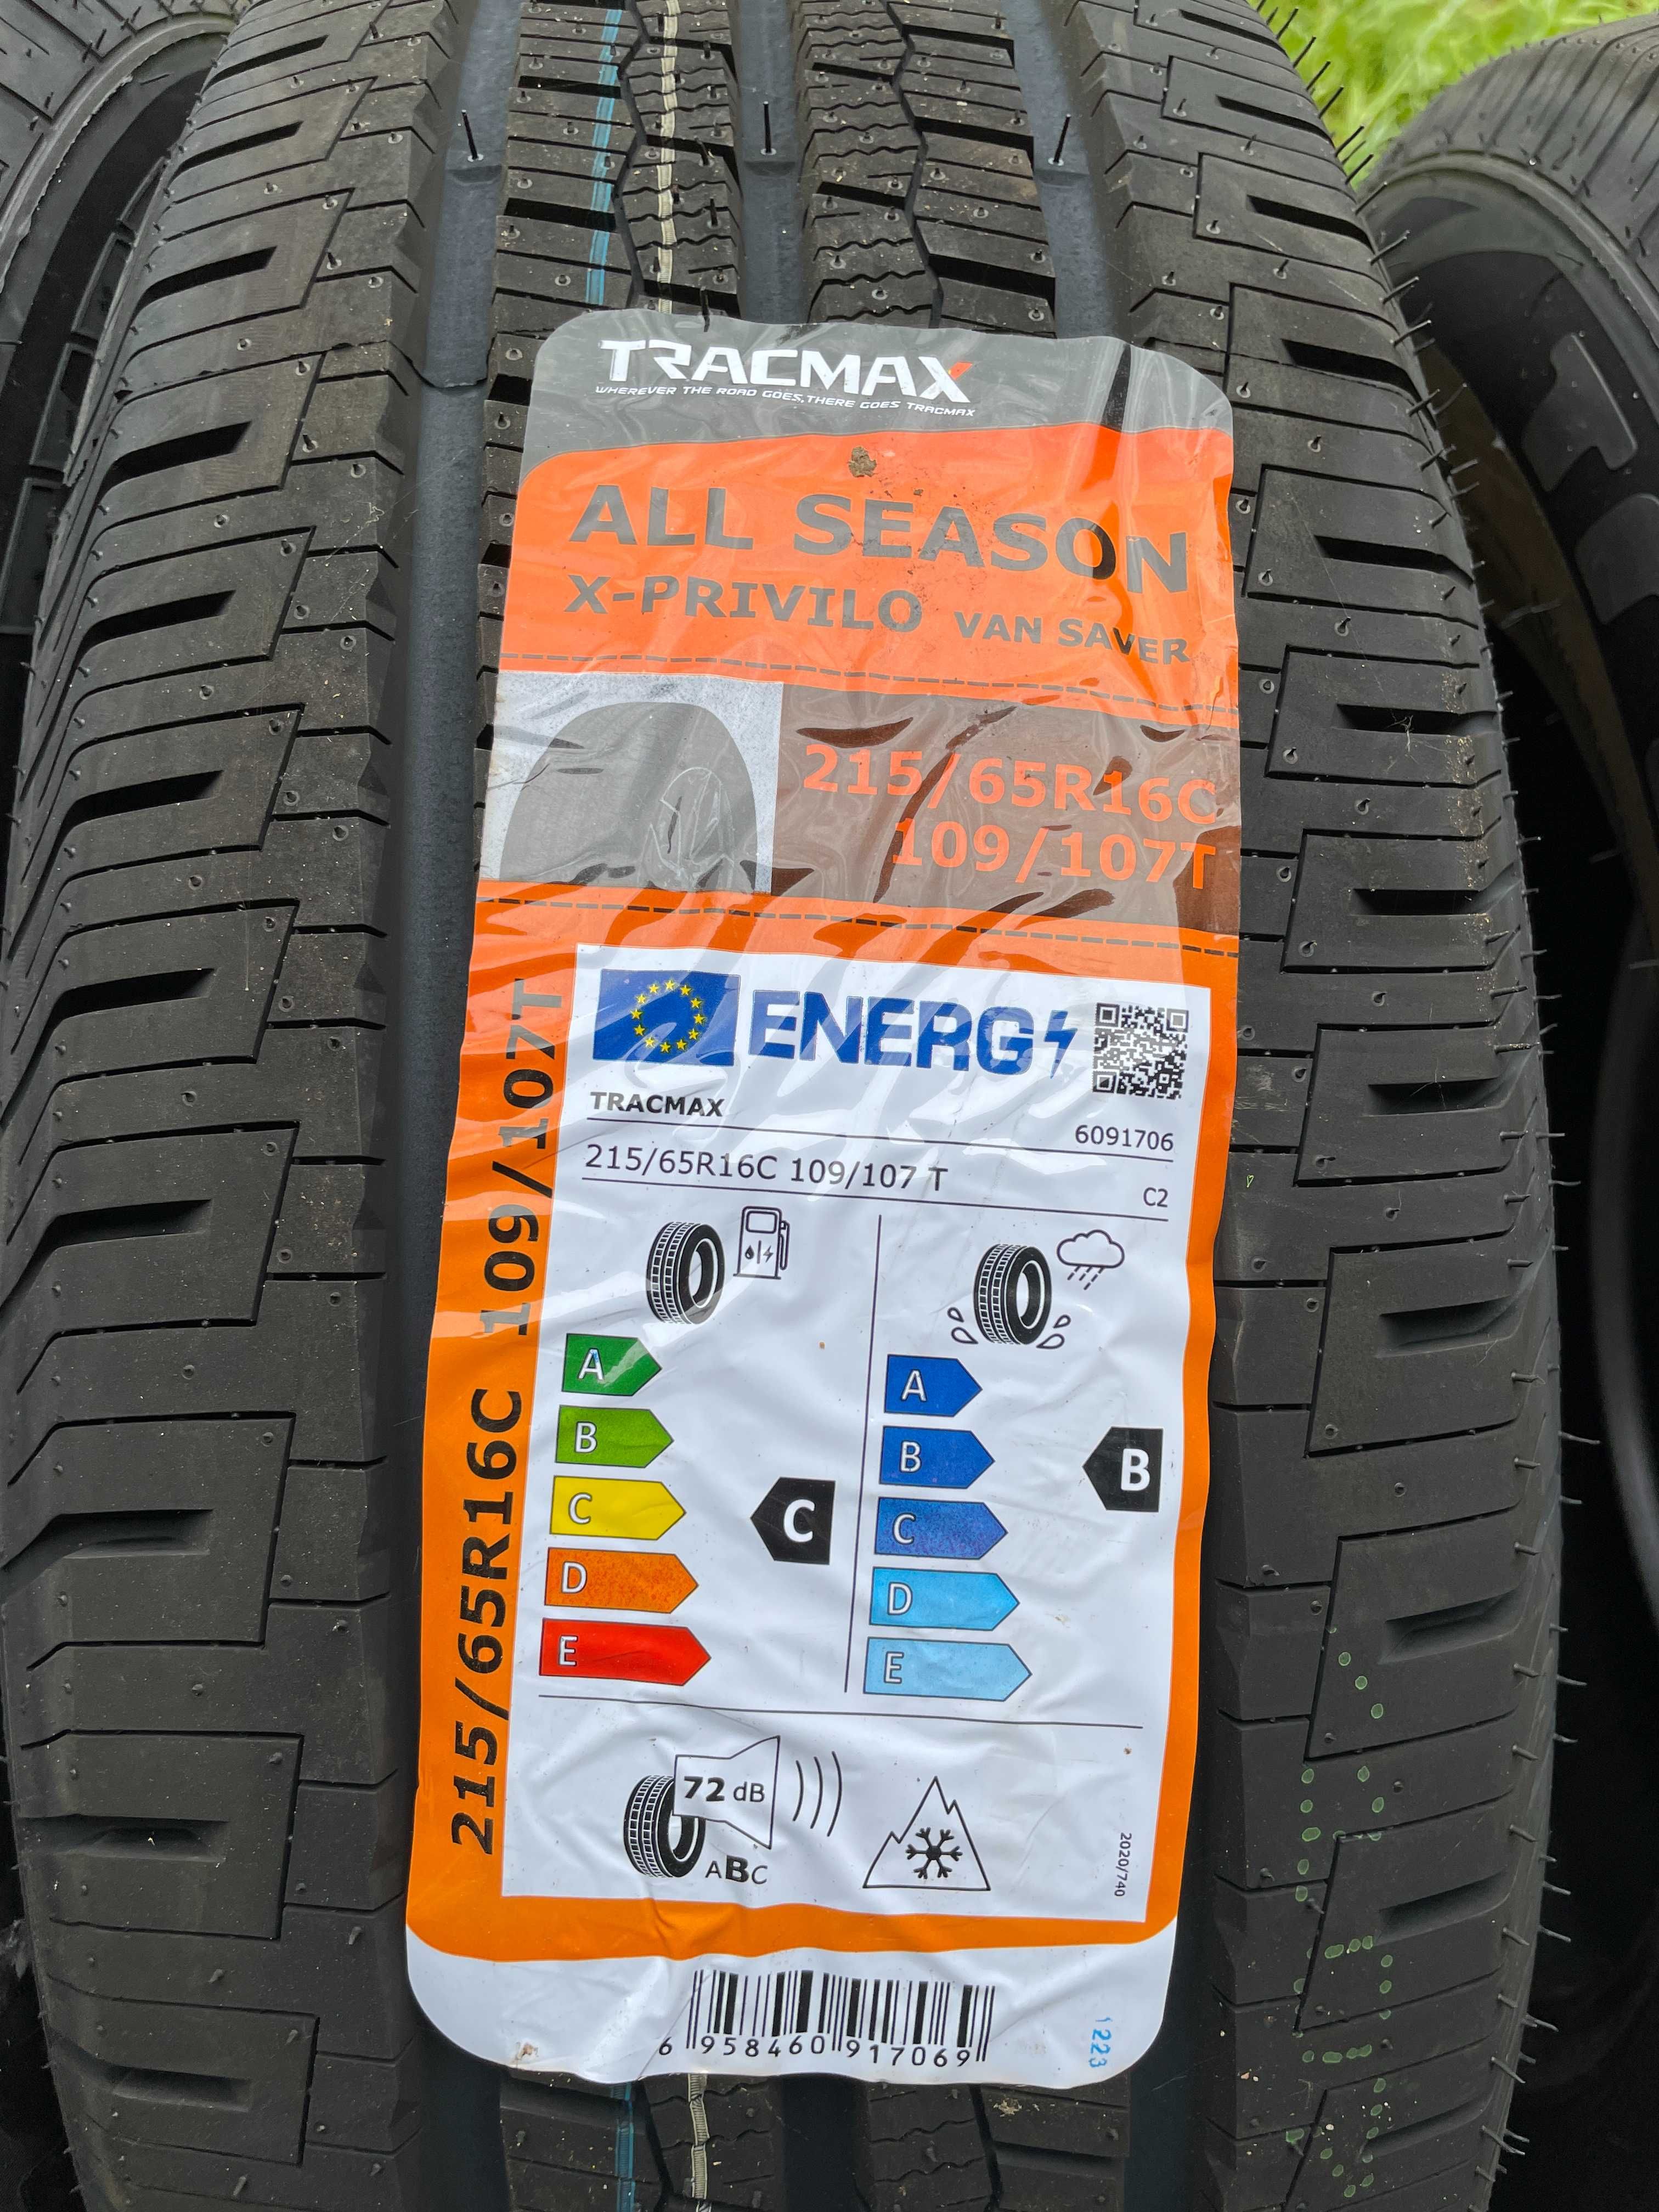 TRACMAX
WHEREVER THE ROAD GOES, THERE GOES TRACMAX
ALL SEASON
X-PRIVILO VAN SAVER
215/65R16C
109/107T
215/65R16C 109/107T
ENERG
TRACMAX
6091706
215/65R16C 109/107 T
C2
A
B
C
D
E
C
A
B
C
D
E
B
72 dB
ABC
2020/740
6 958460 917069
1223